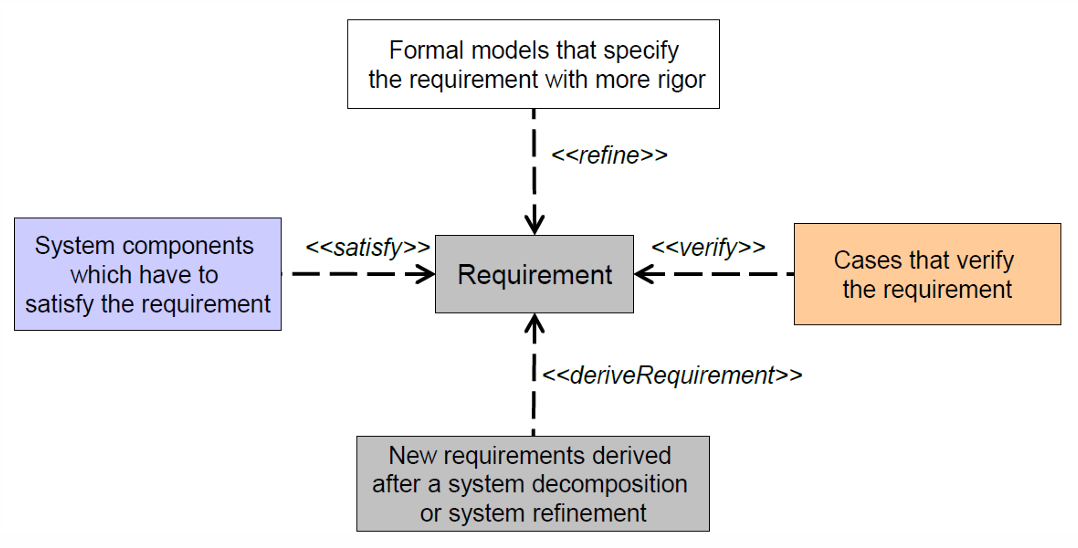 Formal models that specify
the requirement with more rigor
<<refine>>
System components
which have to
satisfy the requirement
<<satisfy>>
Requirement
<<verify>>
Cases that verify
the requirement
<<deriveRequirement>>
New requirements derived
after a system decomposition
or system refinement